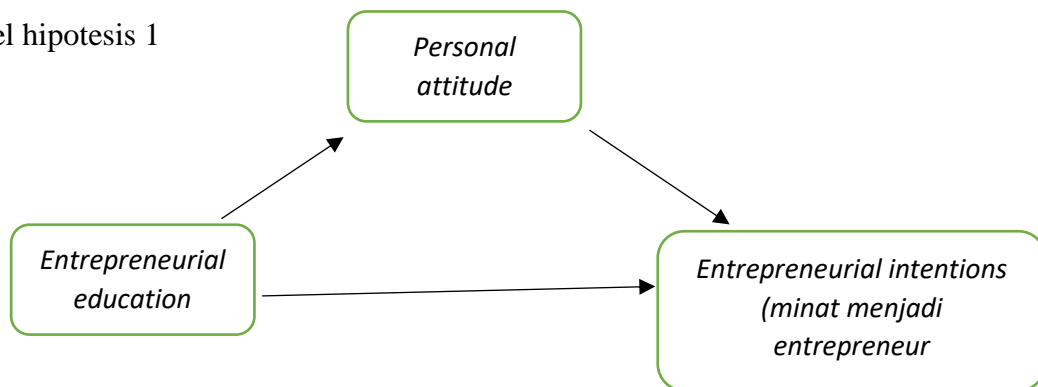 el hipotesis 1
Personal
attitude
Entrepreneurial
education
Entrepreneurial intentions
(minat menjadi
entrepreneur